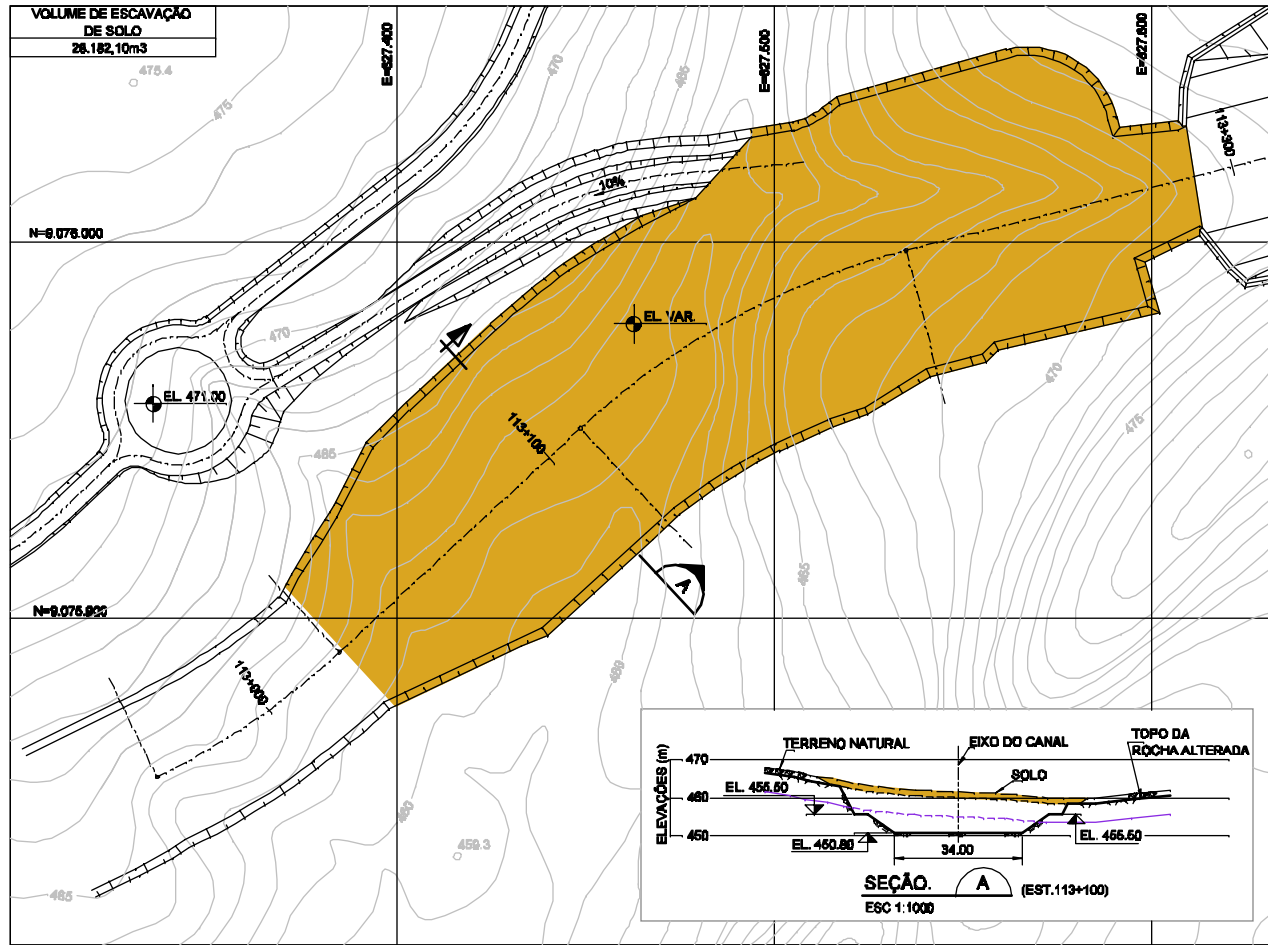 VOLUME DE ESCAVAÇÃO
DE SOLO
26.182,10m3
475.4
475
470
465
E=627.400
E=627.500
E=627.600
113+300
10%
N=9.076.000
EL. VAR.
470
470
EL. 471.00
475
113+100
465
465
A
N=9.075.900
113+000
460
460
459.3
465
TERRENO NATURAL
EIXO DO CANAL
TOPO DA
ROCHA ALTERADA
ELEVAÇÕES (m)
470
460
450
SOLO
EL. 455.50
EL. 450.80
34.00
EL. 455.50
SEÇÃO.
A
(EST.113+100)
ESC 1:1000